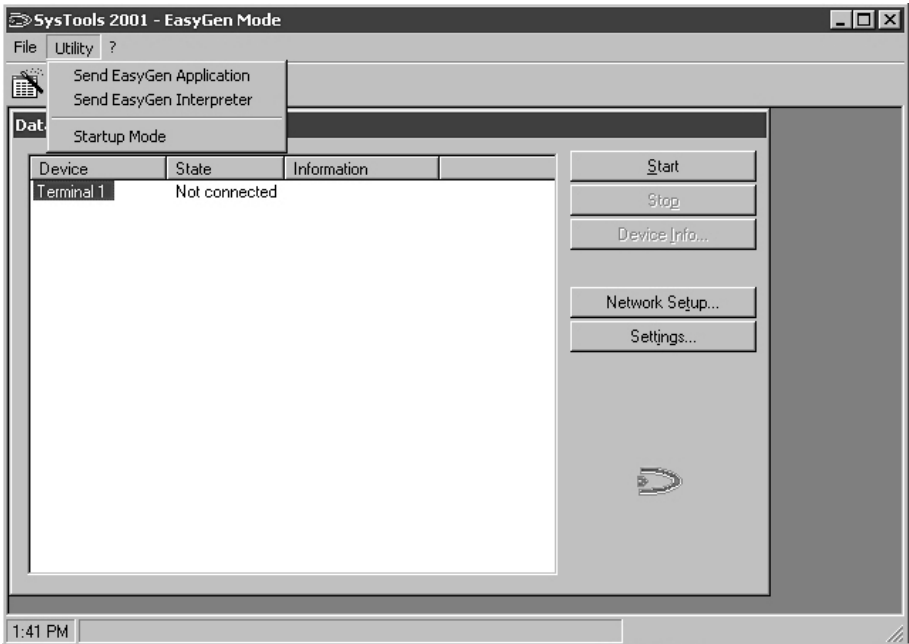 SysTools 2001 - EasyGen Mode
File Utility ?
Send EasyGen Application
Send EasyGen Interpreter
Startup Mode
Device State Information
Terminal 1 Not connected
Start
Stop
Device Info...
Network Setup...
Settings...
1:41 PM